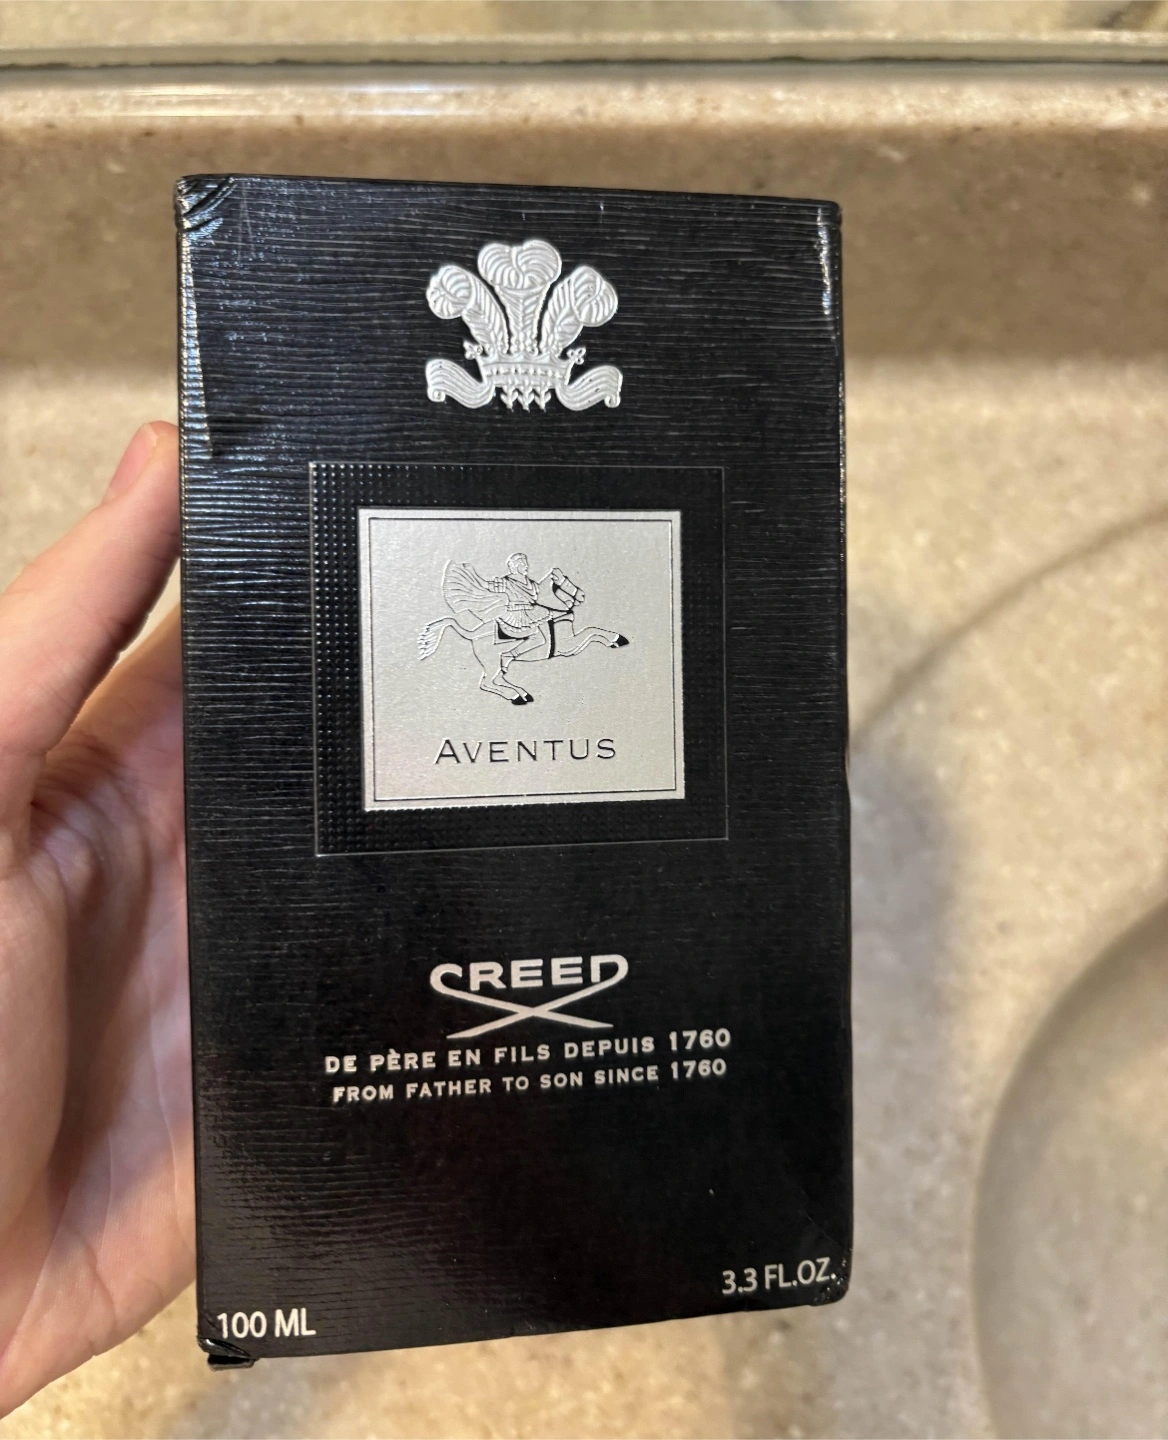 AVENTUS
CREED
DE PÈRE EN FILS DEPUIS 1760
FROM FATHER TO SON SINCE 1760
3.3 FL.OZ.
100 ML